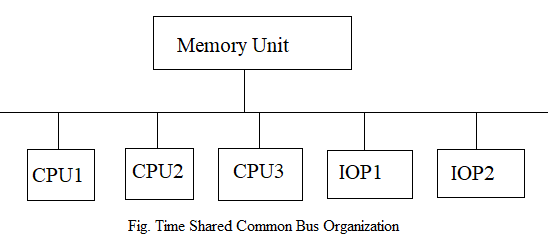 Memory Unit
CPU1
CPU2
CPU3
IOP1
IOP2
Fig. Time Shared Common Bus Organization